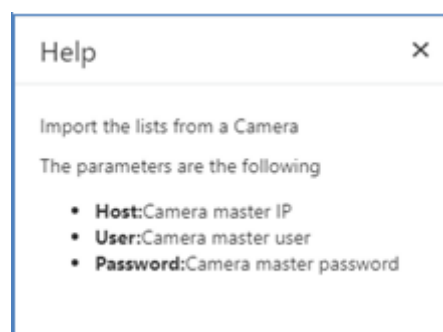 Help
Import the lists from a Camera
The parameters are the following
Host:Camera master IP
User:Camera master user
Password:Camera master password